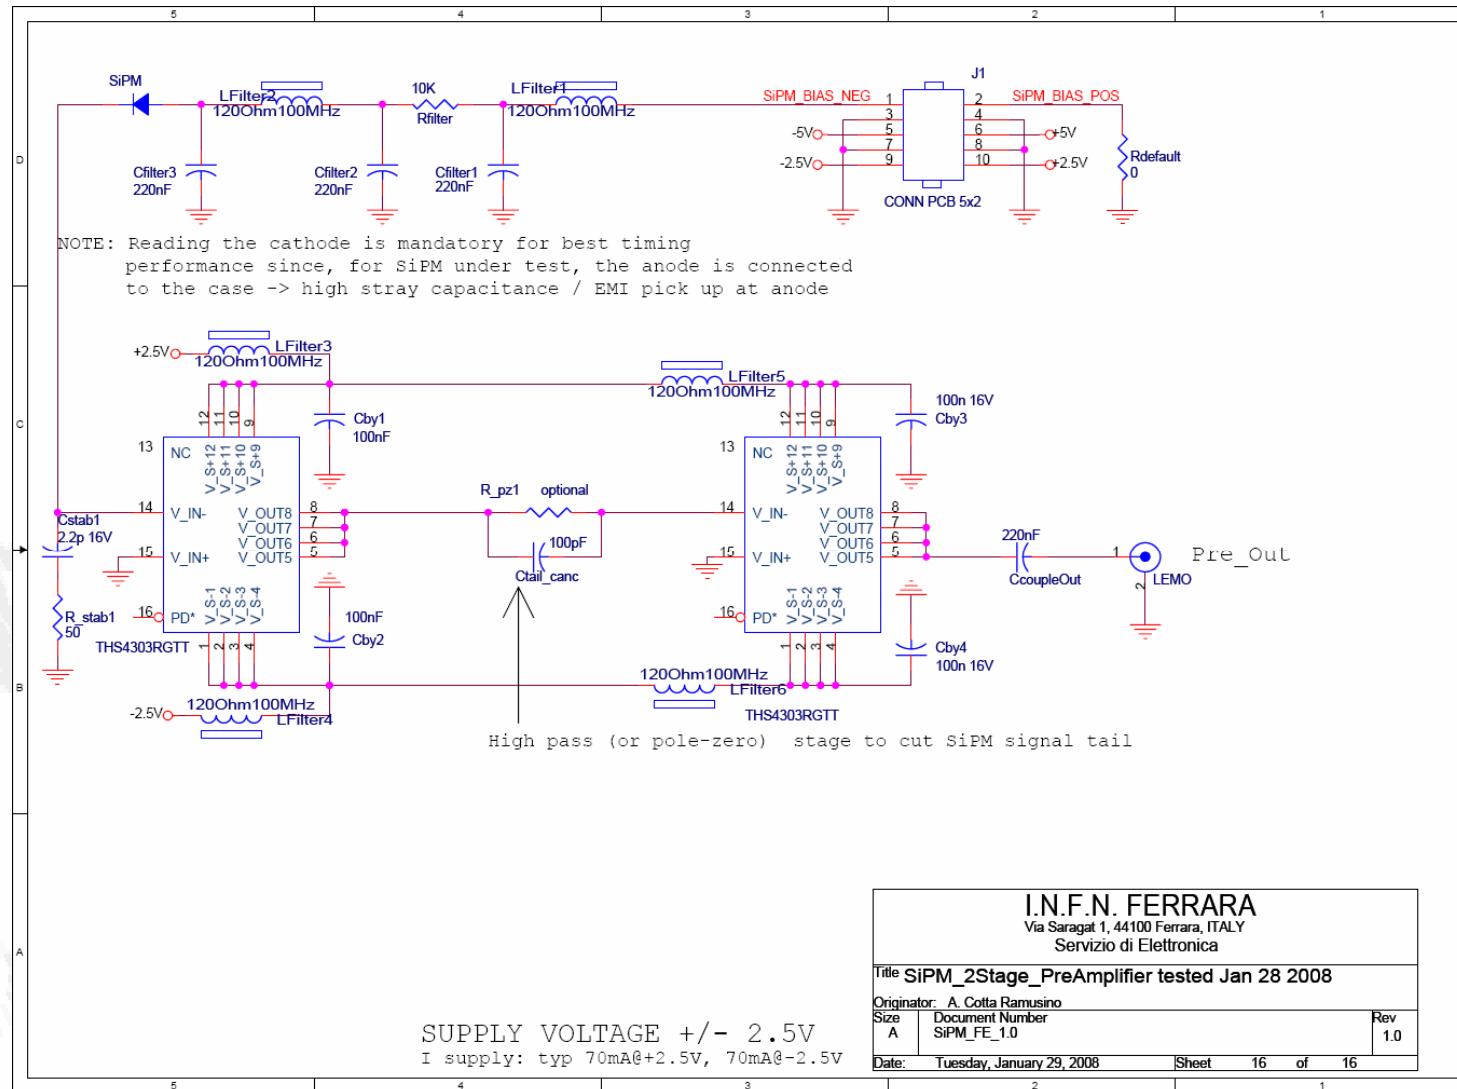 5 4 3 2 1
SiPM
LFilter2
120Ohm100MHz
10K
Rfilter
LFilter1
120Ohm100MHz
Cfilter3
220nF
Cfilter2
220nF
Cfilter1
220nF
J1
SiPM_BIAS_NEG
1
2
SiPM_BIAS_POS
3
4
-5V
5
6
+5V
7
8
-2.5V
9
10
+2.5V
CONN PCB 5x2
Rdefault
0
D
NOTE: Reading the cathode is mandatory for best timing
performance since, for SiPM under test, the anode is connected
to the case -> high stray capacitance / EMI pick up at anode
+2.5V
LFilter3
120Ohm100MHz
LFilter5
120Ohm100MHz
C
Cby1
100nF
100n 16V
Cby3
12
11
10
9
13
NC
V_S+12
V_S+11
V_S+10
V_S+9
14
V_IN-
15
V_IN+
V_OUT8
8
V_OUT7
7
V_OUT6
6
V_OUT5
5
16
PD*
V_S-1
V_S-2
V_S-3
V_S-4
1
2
3
4
THS4303RGTT
Cstab1
2.2p 16V
R_stab1
50
100nF
Cby2
R_pz1
optional
100pF
Ctail_canc
12
11
10
9
13
NC
V_S+12
V_S+11
V_S+10
V_S+9
14
V_IN-
15
V_IN+
V_OUT8
8
V_OUT7
7
V_OUT6
6
V_OUT5
5
16
PD*
V_S-1
V_S-2
V_S-3
V_S-4
1
2
3
4
THS4303RGTT
220nF
CcoupleOut
1
2
LEMO
Pre_Out
Cby4
100n 16V
B
-2.5V
120Ohm100MHz
LFilter4
120Ohm100MHz
LFilter6
High pass (or pole-zero) stage to cut SiPM signal tail
A
I.N.F.N. FERRARA
Via Saragat 1, 44100 Ferrara, ITALY
Servizio di Elettronica
Title SiPM_2Stage_PreAmplifier tested Jan 28 2008
Originator: A. Cotta Ramusino
Size Document Number Rev
A SiPM_FE_1.0 1.0
Date: Tuesday, January 29, 2008 Sheet 16 of 16
SUPPLY VOLTAGE +/- 2.5V
I supply: typ 70mA@+2.5V, 70mA@-2.5V
5 4 3 2 1